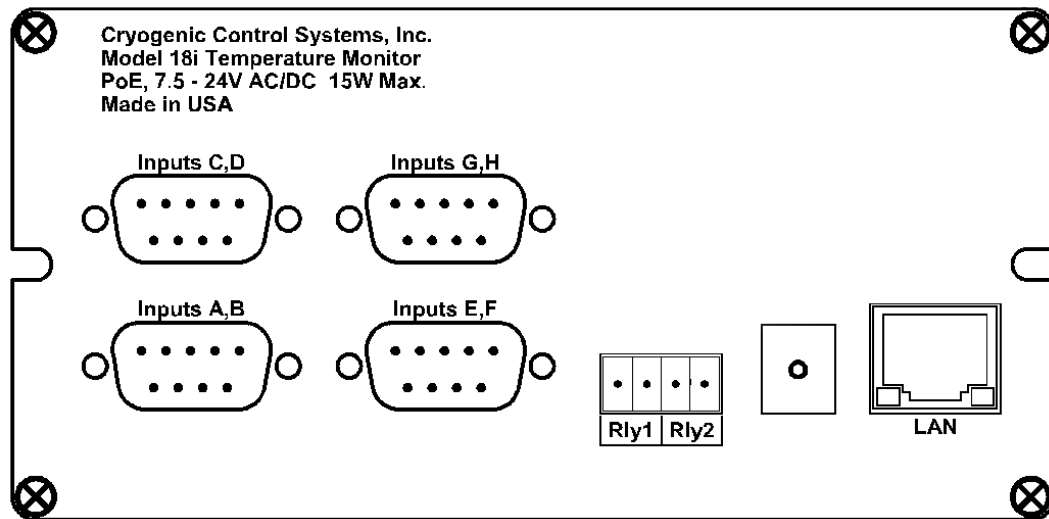 Cryogenic Control Systems, Inc.
Model 18i Temperature Monitor
PoE, 7.5 - 24V AC/DC 15W Max.
Made in USA
Inputs C,D
Inputs G,H
Inputs A,B
Inputs E,F
Rly1
Rly2
LAN